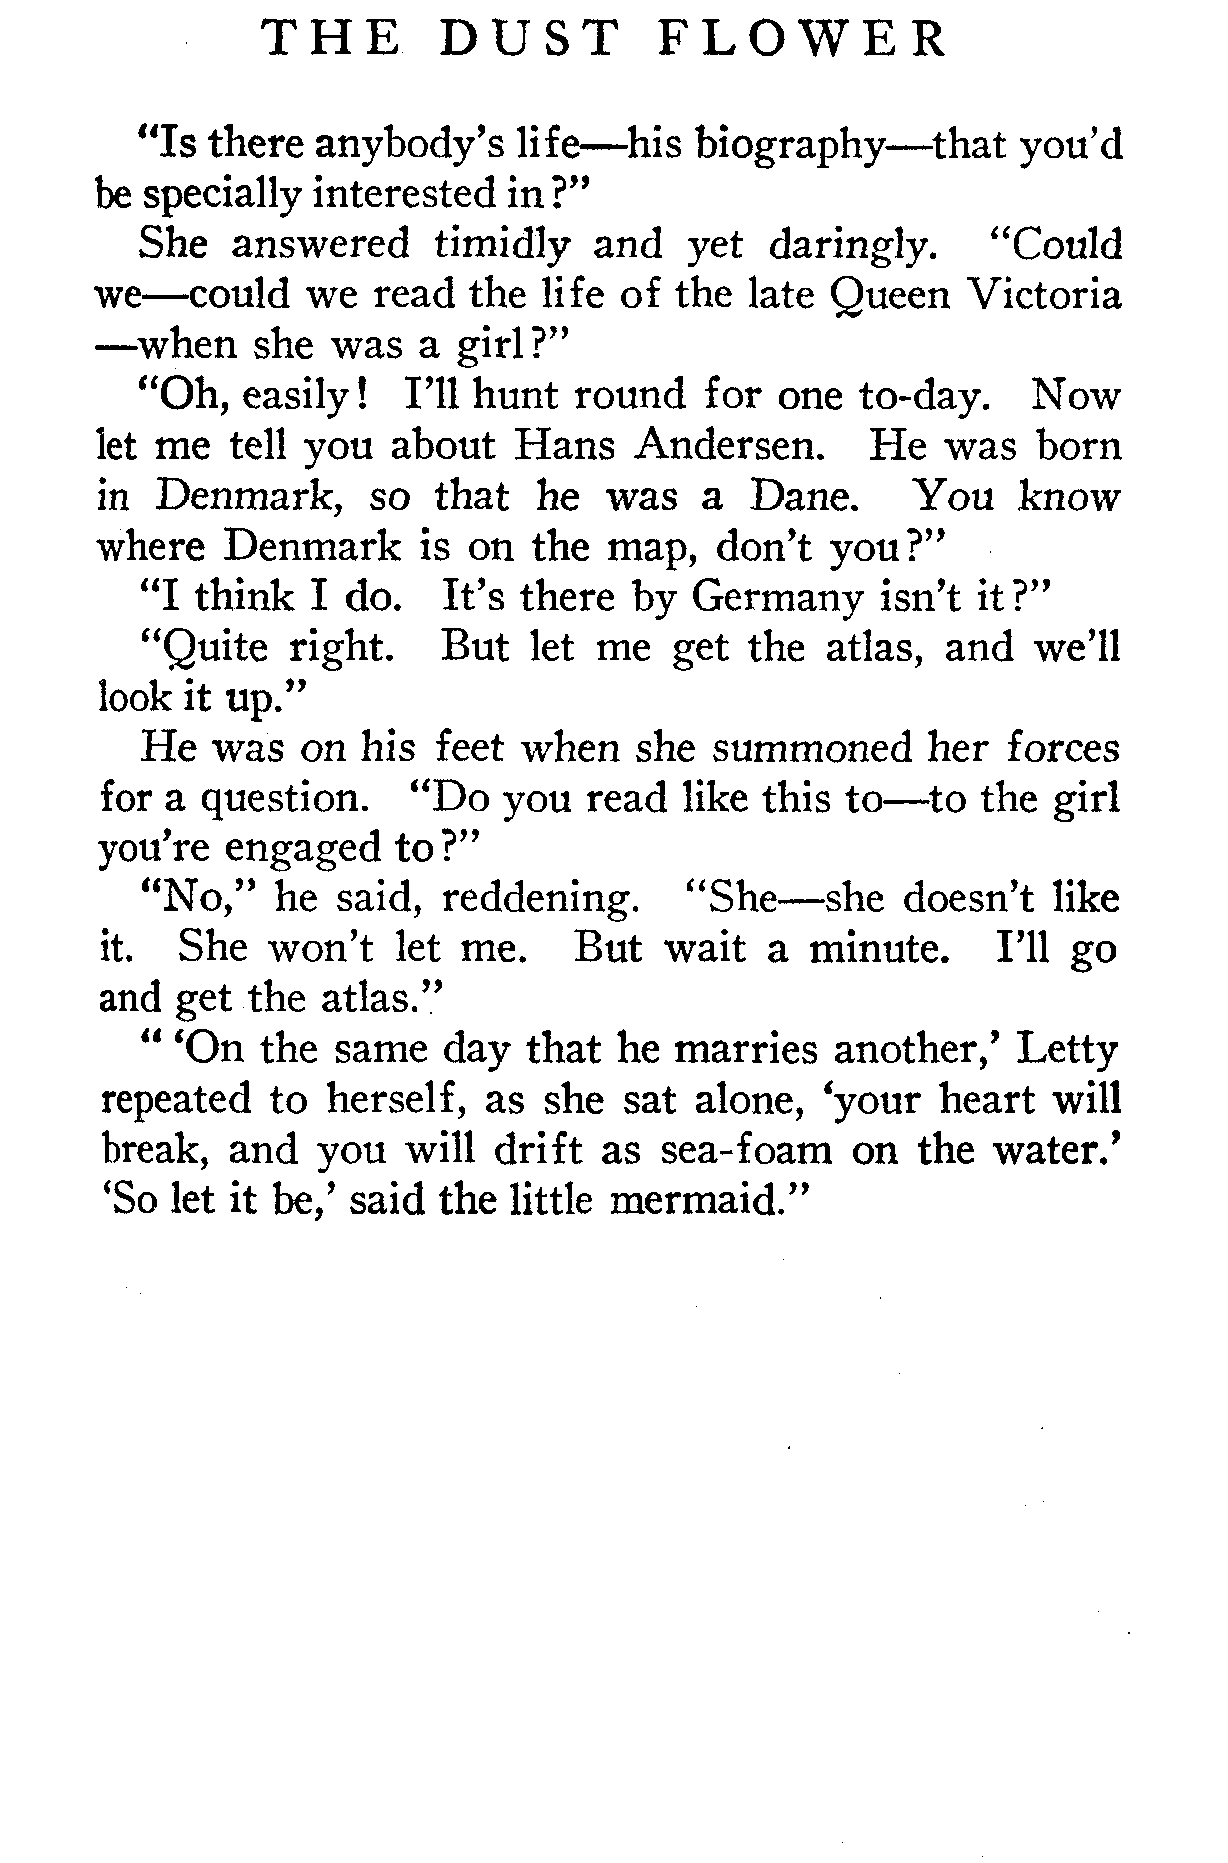 THE DUST FLOWER
“Is there anybody’s life—his biography—that you’d
be specially interested in?”
She answered timidly and yet daringly. “Could
we—could we read the life of the late Queen Victoria
—when she was a girl?”
“Oh, easily! I’ll hunt round for one to-day. Now
let me tell you about Hans Andersen. He was born
in Denmark, so that he was a Dane. You know
where Denmark is on the map, don’t you?”
“I think I do. It’s there by Germany isn’t it?”
“Quite right. But let me get the atlas, and we’ll
look it up.”
He was on his feet when she summoned her forces
for a question. “Do you read like this to—to the girl
you’re engaged to?”
“No,” he said, reddening. “She—she doesn’t like
it. She won’t let me. But wait a minute. I’ll go
and get the atlas.”
“ ‘On the same day that he marries another,’ Letty
repeated to herself, as she sat alone, ‘your heart will
break, and you will drift as sea-foam on the water.’
‘So let it be,’ said the little mermaid.”